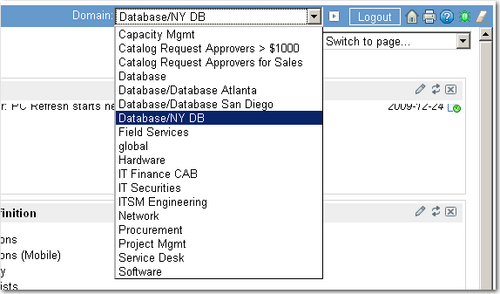 Domain: Database/NY DB Logout
Switch to page...
Capacity Mgmt
Catalog Request Approvers > $1000
Catalog Request Approvers for Sales
Database
Database/Database Atlanta
Database/Database San Diego
r: PC Refresh starts ne 2009-12-24
Database/NY DB
Field Services
global
Hardware
IT Finance CAB
IT Securities
ITSM Engineering
Network
finition
Procurement
Project Mgmt
ons
Service Desk
ons (Mobile)
Software
y
ists